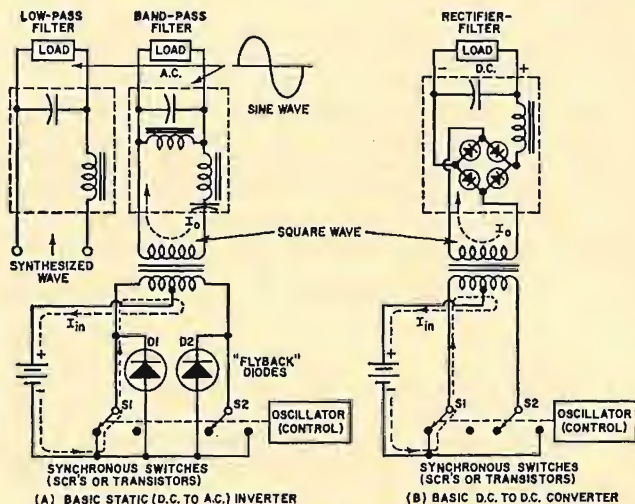 LOW-PASS
FILTER
LOAD
BAND-PASS
FILTER
LOAD
A.C.
SINE WAVE
I₀
SYNTHESIZED
WAVE
SQUARE WAVE
Iin
+
-
D1
D2
"FLYBACK"
DIODES
S1
S2
OSCILLATOR
(CONTROL)
SYNCHRONOUS SWITCHES
(SCR'S OR TRANSISTORS)
(A) BASIC STATIC (D.C. TO A.C.) INVERTER
RECTIFIER-
FILTER
LOAD
- D.C. +
I₀
Iin
+
-
S1
S2
OSCILLATOR
(CONTROL)
SYNCHRONOUS SWITCHES
(SCR'S OR TRANSISTORS)
(B) BASIC D.C. TO D.C. CONVERTER